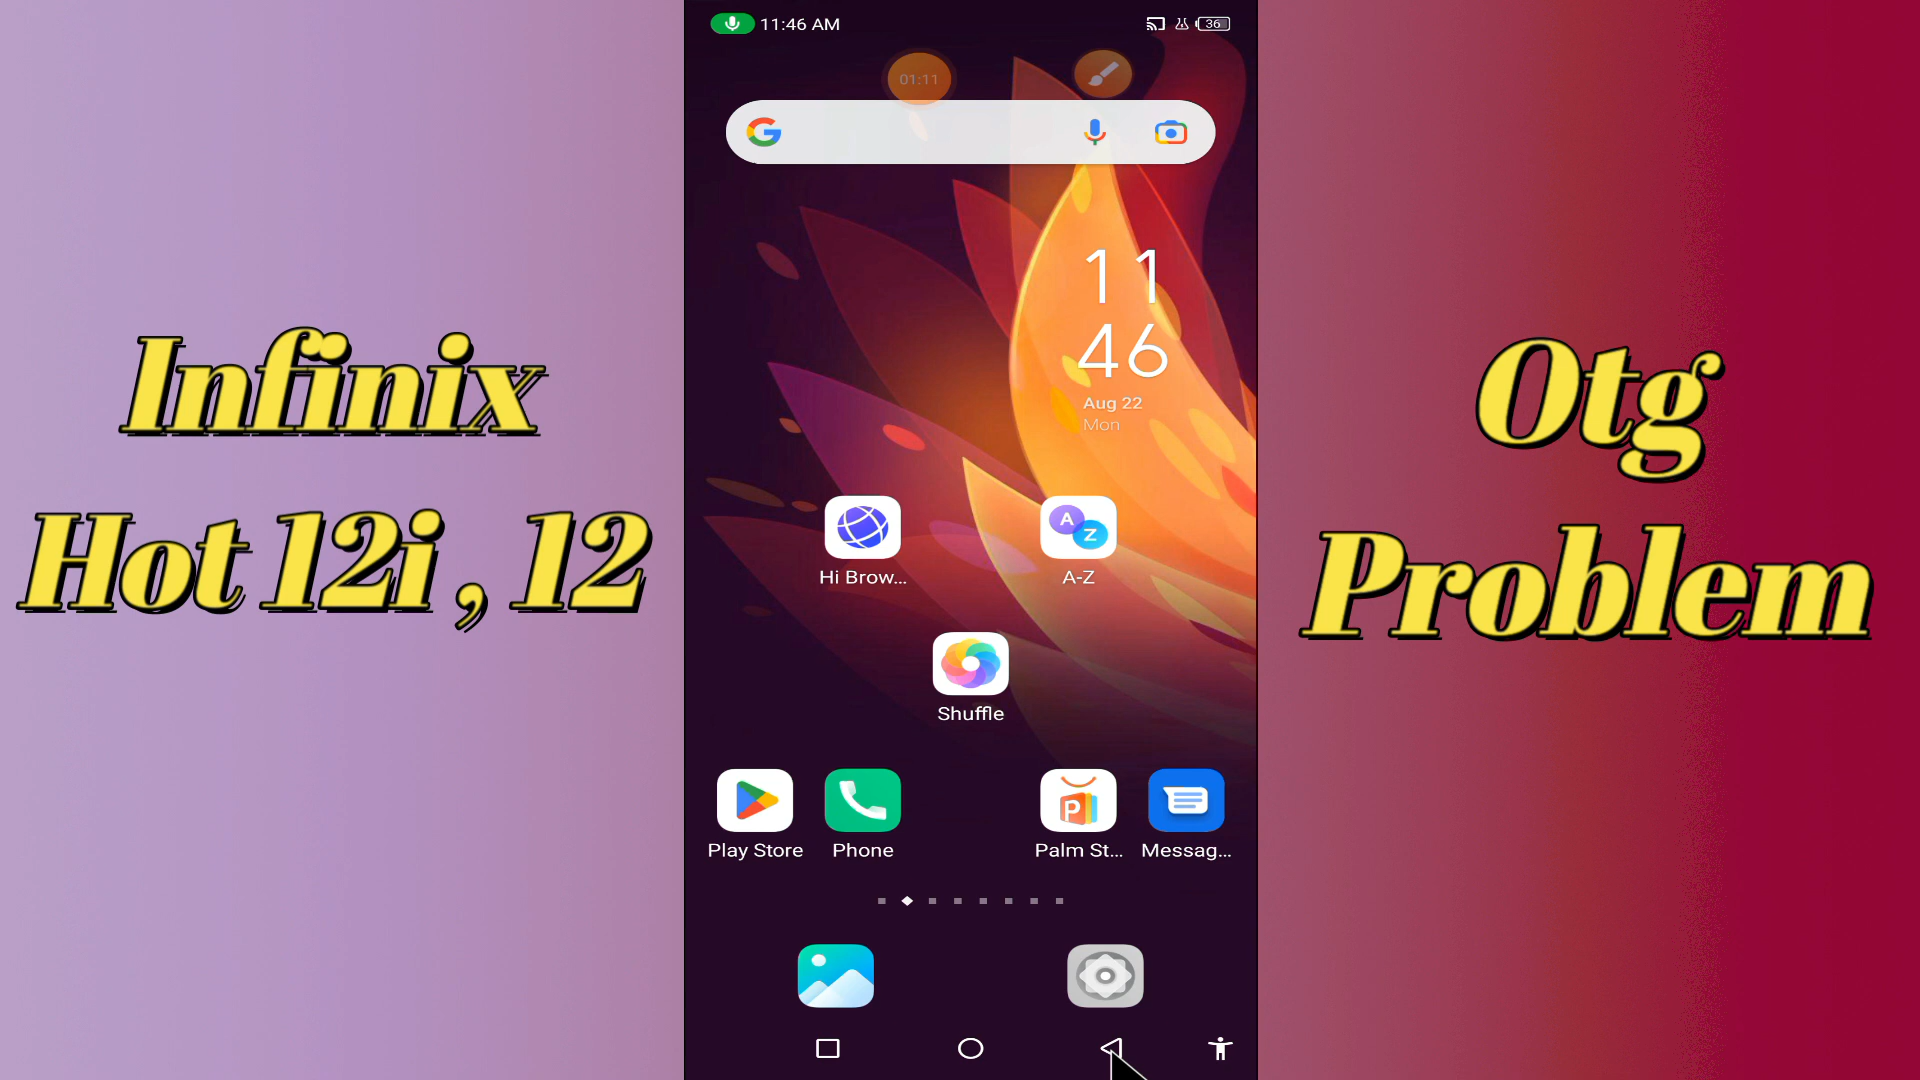 11:46 AM
36
01:11
11
46
Aug 22
Mon
Infinix
Hot 12i , 12
Otg
Problem
A
Z
Hi Brow...
A-Z
Shuffle
P
Play Store
Phone
Palm St...
Messag...